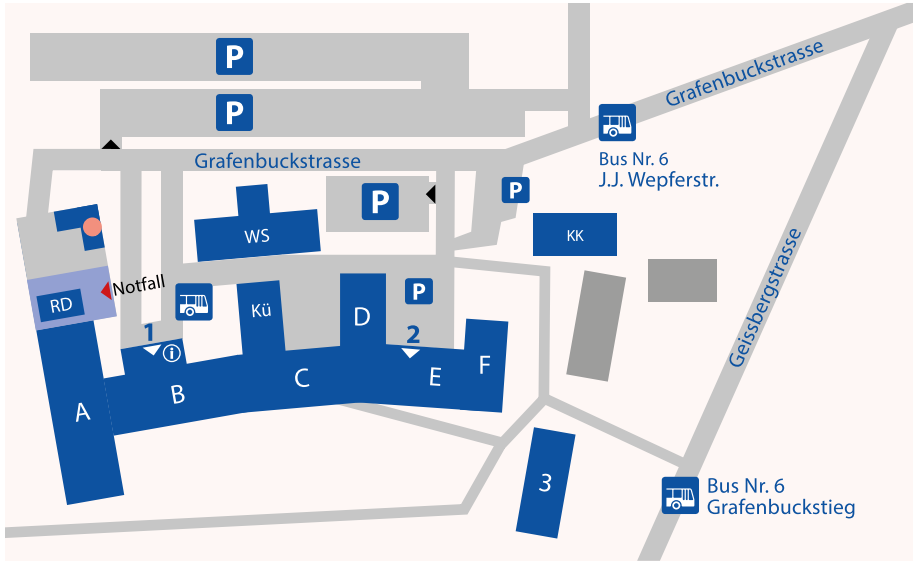 P
P
Grafenbuckstrasse
Bus Nr. 6
J.J. Wepferstr.
Grafenbuckstrasse
P
P
WS
KK
Notfall
RD
Geissbergstrasse
Kü
D
P
1
i
2
F
A
B
C
E
3
Bus Nr. 6
Grafenbuckstieg